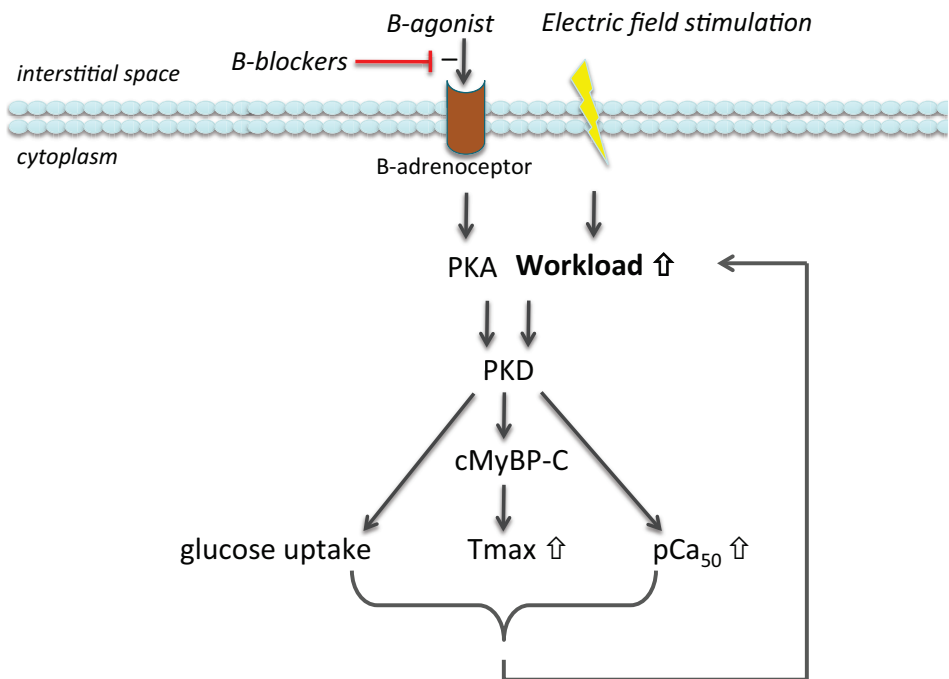 B-agonist
Electric field stimulation
B-blockers
–
interstitial space
cytoplasm
B-adrenoceptor
PKA
Workload ⇧
PKD
cMyBP-C
glucose uptake
Tmax ⇧
pCa₅₀ ⇧